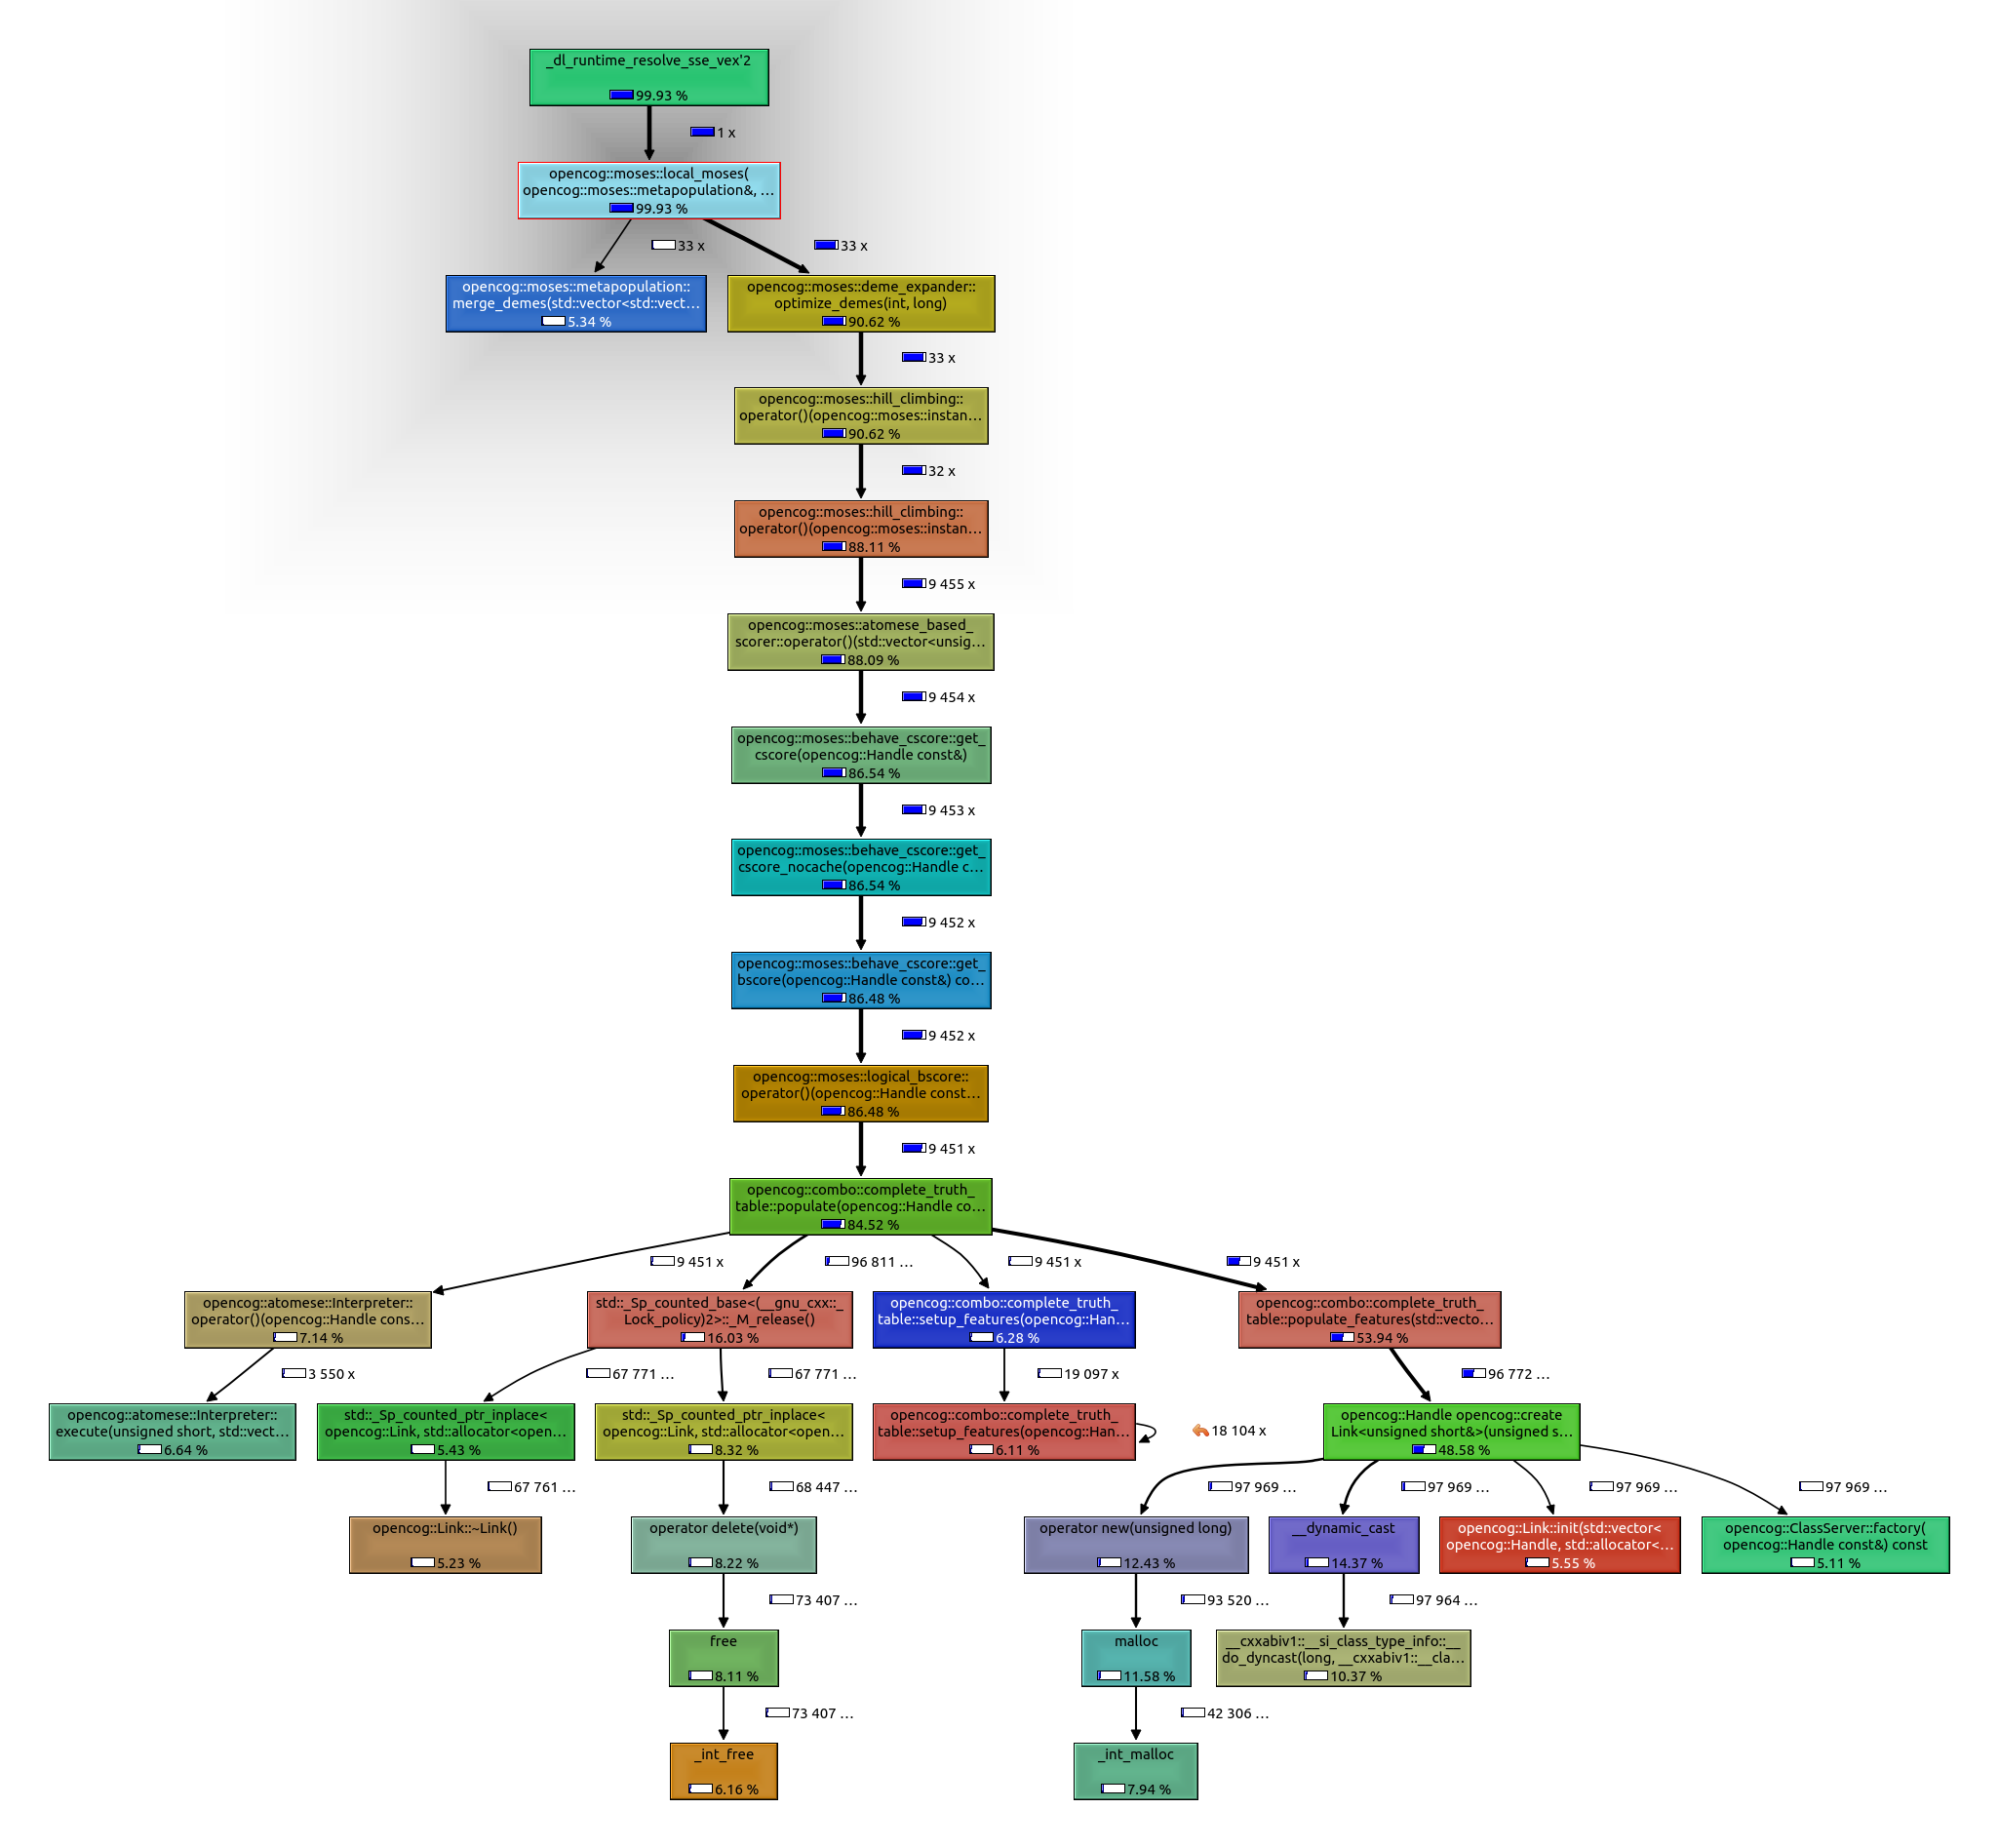 _dl_runtime_resolve_sse_vex'2
99.93 %
1 x
opencog::moses::local_moses(
opencog::moses::metapopulation&, ...
99.93 %
33 x
33 x
opencog::moses::metapopulation::
merge_demes(std::vector<std::vect...
5.34 %
opencog::moses::deme_expander::
optimize_demes(int, long)
90.62 %
33 x
opencog::moses::hill_climbing::
operator()(opencog::moses::instan...
90.62 %
32 x
opencog::moses::hill_climbing::
operator()(opencog::moses::instan...
88.11 %
9 455 x
opencog::moses::atomese_based_
scorer::operator()(std::vector<unsig...
88.09 %
9 454 x
opencog::moses::behave_cscore::get_
cscore(opencog::Handle const&)
86.54 %
9 453 x
opencog::moses::behave_cscore::get_
cscore_nocache(opencog::Handle c...
86.54 %
9 452 x
opencog::moses::behave_cscore::get_
bscore(opencog::Handle const&) co...
86.48 %
9 452 x
opencog::moses::logical_bscore::
operator()(opencog::Handle const...
86.48 %
9 451 x
opencog::combo::complete_truth_
table::populate(opencog::Handle co...
84.52 %
9 451 x
96 811 ...
9 451 x
9 451 x
opencog::atomese::Interpreter::
operator()(opencog::Handle cons...
7.14 %
std::_Sp_counted_base<(__gnu_cxx::_
Lock_policy)2>::_M_release()
16.03 %
opencog::combo::complete_truth_
table::setup_features(opencog::Han...
6.28 %
opencog::combo::complete_truth_
table::populate_features(std::vecto...
53.94 %
3 550 x
67 771 ...
67 771 ...
19 097 x
96 772 ...
opencog::atomese::Interpreter::
execute(unsigned short, std::vect...
6.64 %
std::_Sp_counted_ptr_inplace<
opencog::Link, std::allocator<open...
5.43 %
std::_Sp_counted_ptr_inplace<
opencog::Link, std::allocator<open...
8.32 %
opencog::combo::complete_truth_
table::setup_features(opencog::Han...
6.11 %
18 104 x
opencog::Handle opencog::create
Link<unsigned short&>(unsigned s...
48.58 %
67 761 ...
68 447 ...
97 969 ...
97 969 ...
97 969 ...
97 969 ...
opencog::Link::~Link()
5.23 %
operator delete(void*)
8.22 %
operator new(unsigned long)
12.43 %
__dynamic_cast
14.37 %
opencog::Link::init(std::vector<
opencog::Handle, std::allocator<...
5.55 %
opencog::ClassServer::factory(
opencog::Handle const&) const
5.11 %
73 407 ...
93 520 ...
97 964 ...
free
8.11 %
malloc
11.58 %
__cxxabiv1::__si_class_type_info::__
do_dyncast(long, __cxxabiv1::__cla...
10.37 %
73 407 ...
42 306 ...
_int_free
6.16 %
_int_malloc
7.94 %